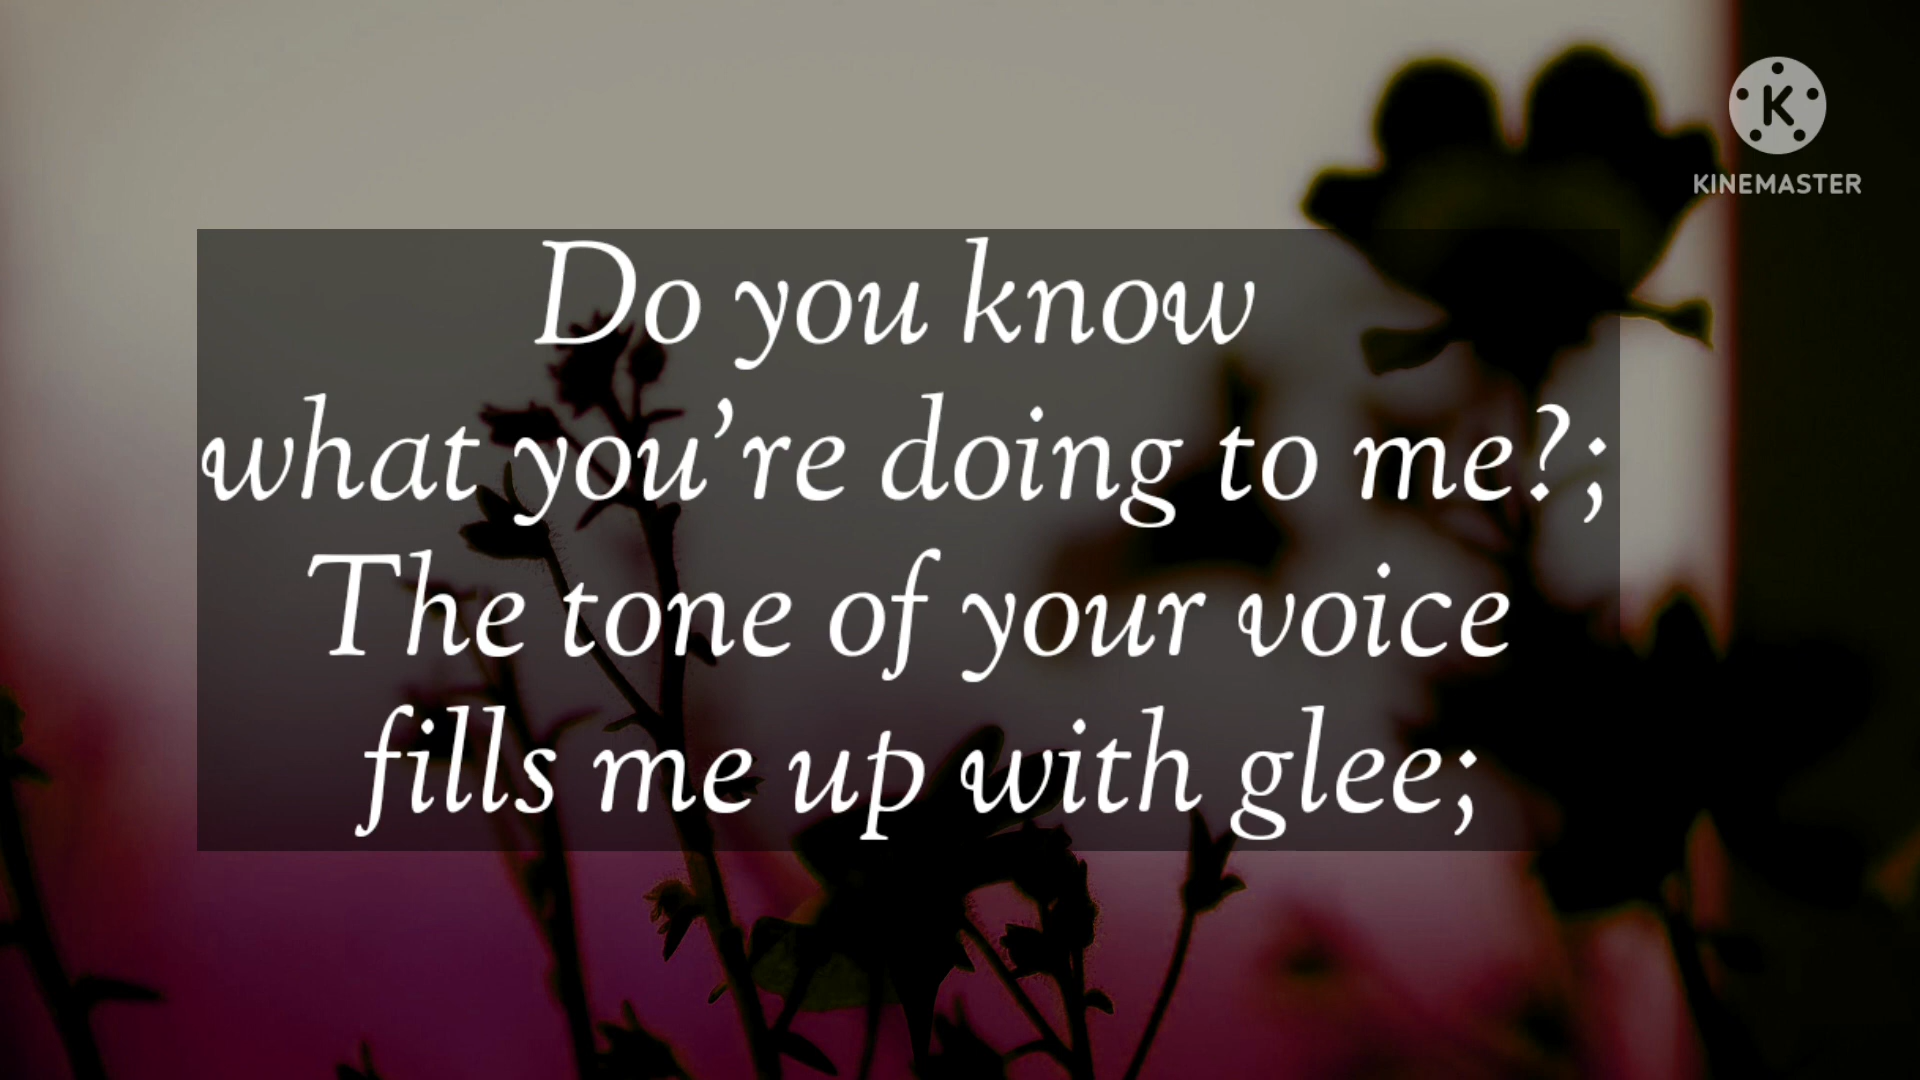 K
KINEMASTER
Do you know
what you’re doing to me?;
The tone of your voice
fills me up with glee;